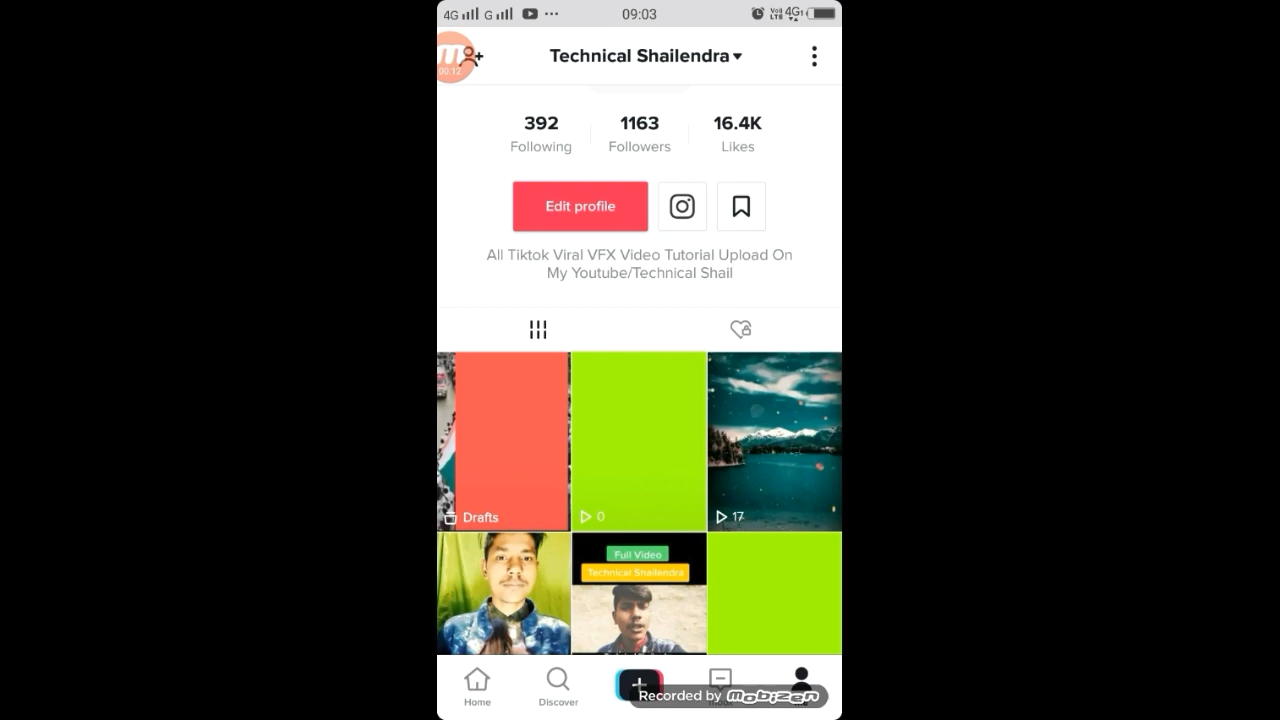 4G G 09:03 VoLTE 4G1
m
00:12
Technical Shailendra
392 1163 16.4K
Following Followers Likes
Edit profile
All Tiktok Viral VFX Video Tutorial Upload On
My Youtube/Technical Shail
Drafts 0 17
Full Video
Technical Shailendra
Home Discover
Recorded by Mobizen